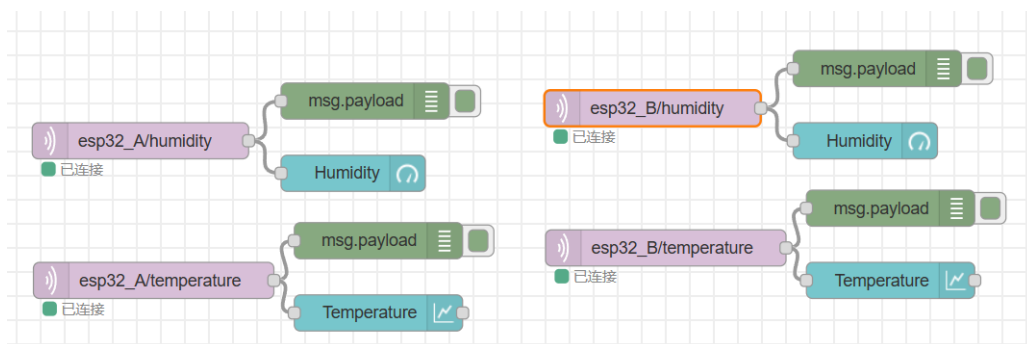 msg.payload
esp32_A/humidity
已连接
Humidity
msg.payload
esp32_A/temperature
已连接
Temperature
msg.payload
esp32_B/humidity
已连接
Humidity
msg.payload
esp32_B/temperature
已连接
Temperature